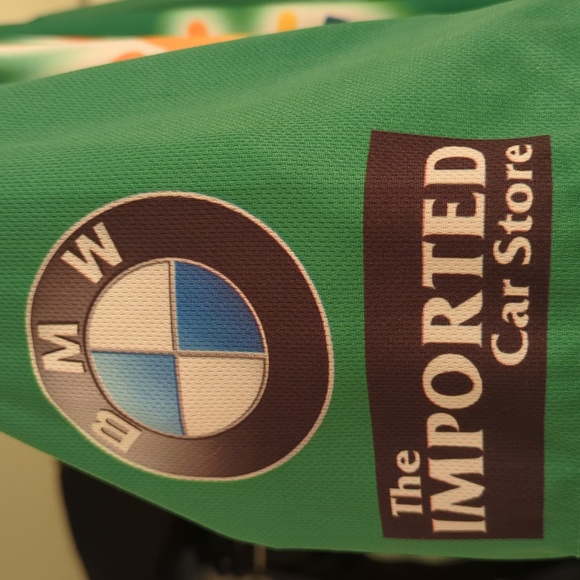 BMW
The
IMPORTED
Car Store